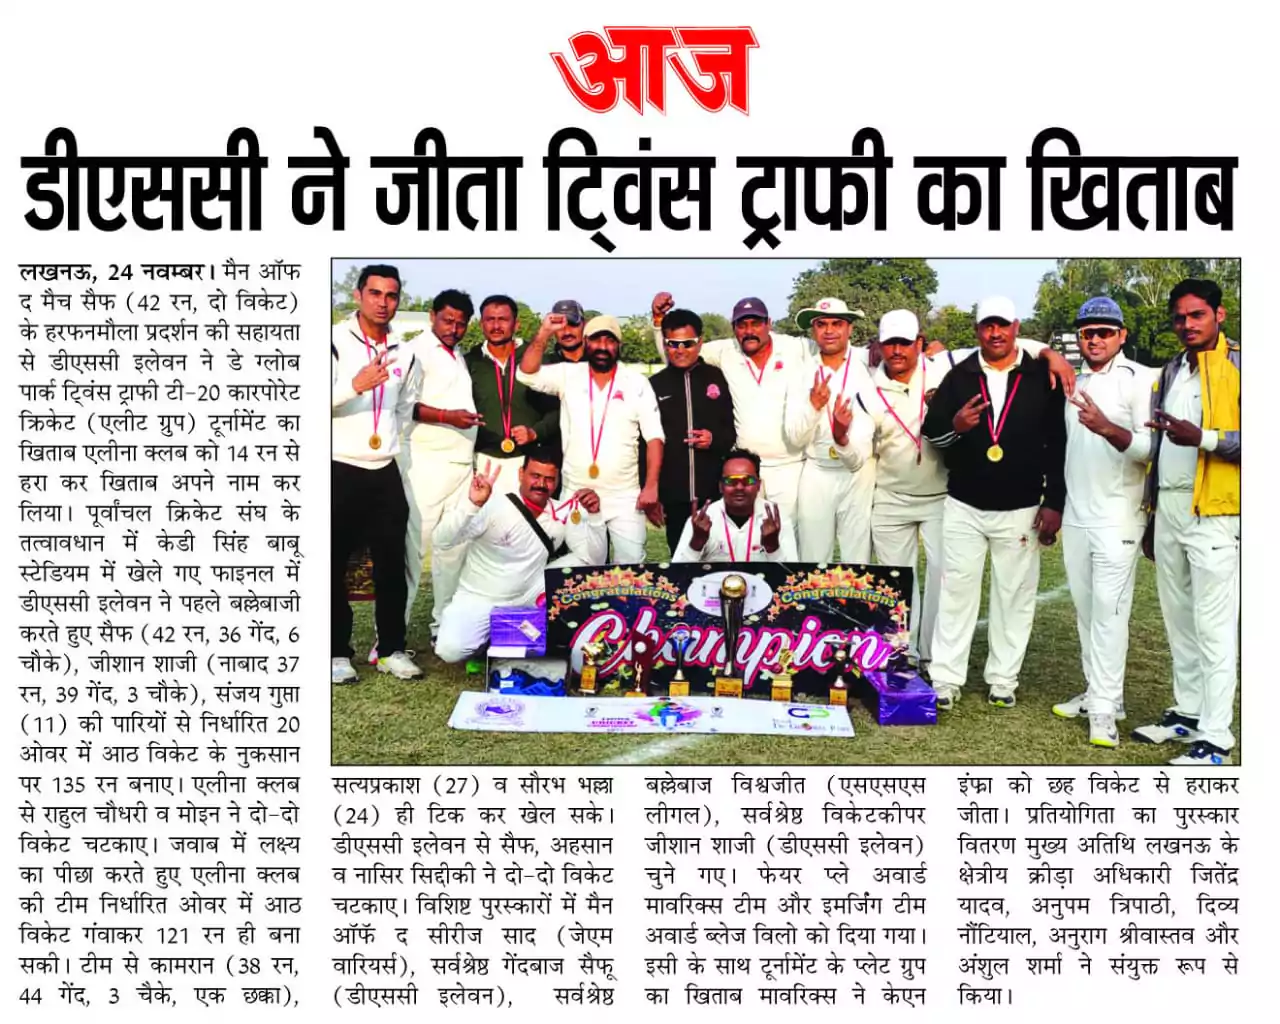 आज
डीएससी ने जीता ट्विंस ट्राफी का खिताब
लखनऊ, 24 नवम्बर। मैन ऑफ
द मैच सैफ (42 रन, दो विकेट)
के हरफनमौला प्रदर्शन की सहायता
से डीएससी इलेवन ने डे ग्लोब
पार्क ट्विंस ट्राफी टी-20 कारपोरेट
क्रिकेट (एलीट ग्रुप) टूर्नामेंट का
खिताब एलीना क्लब को 14 रन से
हरा कर खिताब अपने नाम कर
लिया। पूर्वांचल क्रिकेट संघ के
तत्वावधान में केडी सिंह बाबू
स्टेडियम में खेले गए फाइनल में
डीएससी इलेवन ने पहले बल्लेबाजी
करते हुए सैफ (42 रन, 36 गेंद, 6
चौके), जीशान शाजी (नाबाद 37
रन, 39 गेंद, 3 चौके), संजय गुप्ता
(11) की पारियों से निर्धारित 20
ओवर में आठ विकेट के नुकसान
पर 135 रन बनाए। एलीना क्लब
से राहुल चौधरी व मोइन ने दो-दो
विकेट चटकाए। जवाब में लक्ष्य
का पीछा करते हुए एलीना क्लब
की टीम निर्धारित ओवर में आठ
विकेट गंवाकर 121 रन ही बना
सकी। टीम से कामरान (38 रन,
44 गेंद, 3 चैके, एक छक्का),
Congratulations
Congratulations
Champion
सत्यप्रकाश (27) व सौरभ भल्ला
(24) ही टिक कर खेल सके।
डीएससी इलेवन से सैफ, अहसान
व नासिर सिद्दीकी ने दो-दो विकेट
चटकाए। विशिष्ट पुरस्कारों में मैन
ऑफॅ द सीरीज साद (जेएम
वारियर्स), सर्वश्रेष्ठ गेंदबाज सैफू
(डीएससी इलेवन), सर्वश्रेष्ठ
बल्लेबाज विश्वजीत (एसएसएस
लीगल), सर्वश्रेष्ठ विकेटकीपर
जीशान शाजी (डीएससी इलेवन)
चुने गए। फेयर प्ले अवार्ड
मावरिक्स टीम और इमर्जिंग टीम
अवार्ड ब्लेज विलो को दिया गया।
इसी के साथ टूर्नामेंट के प्लेट ग्रुप
का खिताब मावरिक्स ने केएन
इंफ्रा को छह विकेट से हराकर
जीता। प्रतियोगिता का पुरस्कार
वितरण मुख्य अतिथि लखनऊ के
क्षेत्रीय क्रीड़ा अधिकारी जितेंद्र
यादव, अनुपम त्रिपाठी, दिव्य
नौंटियाल, अनुराग श्रीवास्तव और
अंशुल शर्मा ने संयुक्त रूप से
किया।